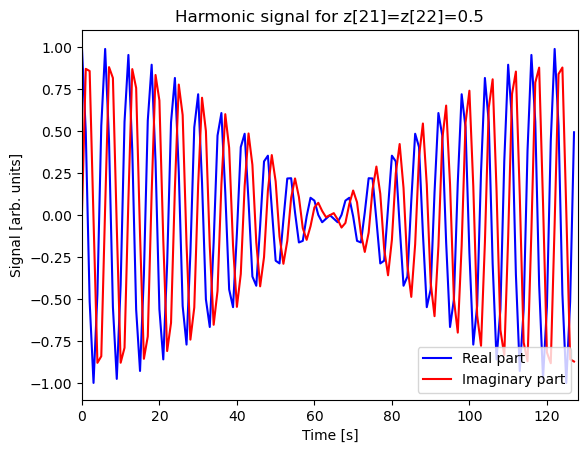 Harmonic signal for z[21]=z[22]=0.5
1.00
0.75
0.50
0.25
0.00
−0.25
−0.50
−0.75
−1.00
Signal [arb. units]
Real part
Imaginary part
0 20 40 60 80 100 120
Time [s]